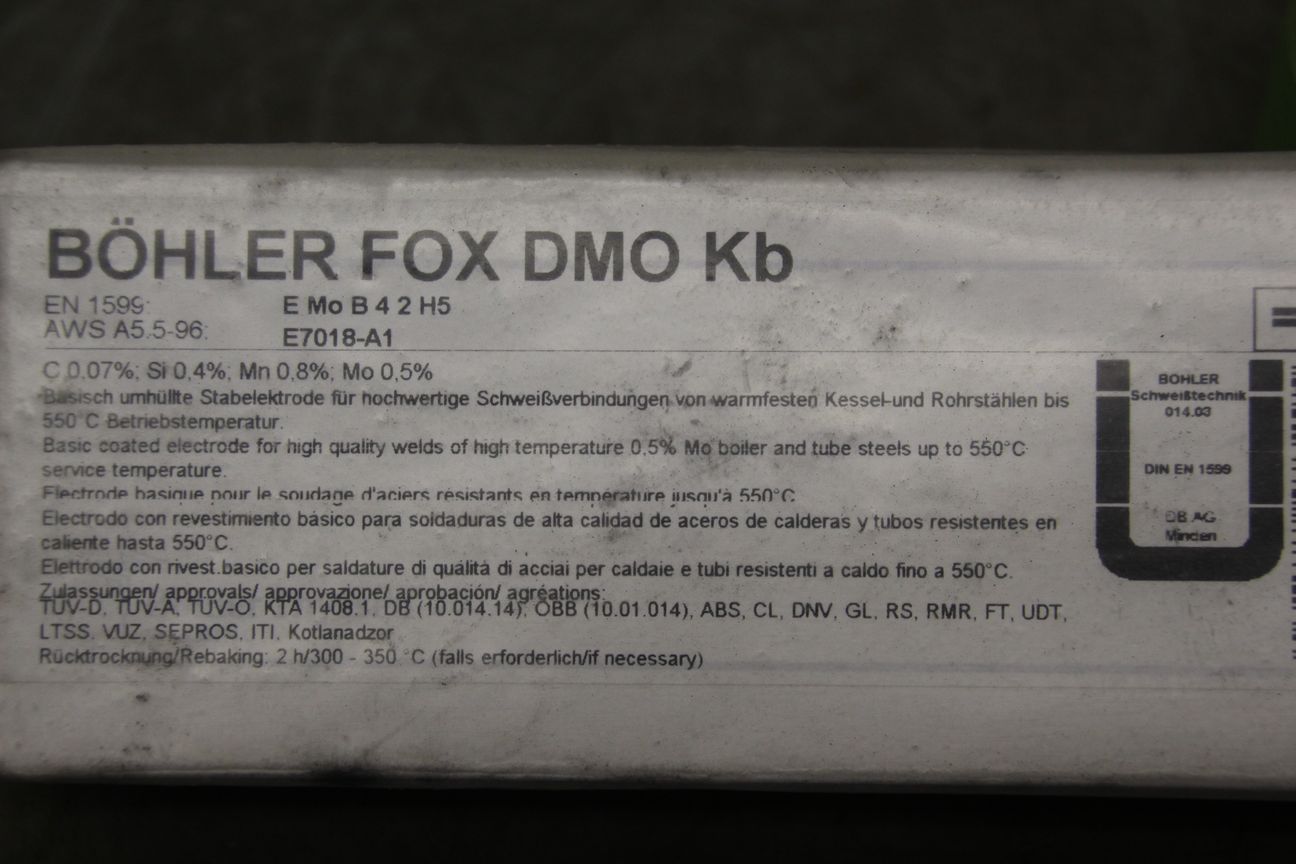 BÖHLER FOX DMO Kb
EN 1599: E Mo B 4 2 H5
AWS A5.5-96: E7018-A1
C 0.07%; Si 0,4%; Mn 0,8%; Mo 0,5%
Basisch umhüllte Stabelektrode für hochwertige Schweißverbindungen von warmfesten Kessel-und Rohrstählen bis
550°C Betriebstemperatur.
Basic coated electrode for high quality welds of high temperature 0.5% Mo boiler and tube steels up to 550°C
service temperature.
Electrode basique pour le soudage d'aciers résistants en température jusqu'à 550°C
Electrodo con revestimiento básico para soldaduras de alta calidad de aceros de calderas y tubos resistentes en
caliente hasta 550°C.
Elettrodo con rivest.basico per saldature di quálitá di acciai per caldaie e tubi resistenti a caldo fino a 550°C.
Zulassungen/ approvals/ approvazione/ aprobación/ agréations:
TÜV-D, TÜV-A, TÜV-Ö, KTA 1408.1, DB (10.014.14), ÖBB (10.01.014), ABS, CL, DNV, GL, RS, RMR, FT, UDT,
LTSS, VUZ, SEPROS, ITI, Kotlanadzor
Rücktrocknung/Rebaking: 2 h/300 - 350 °C (falls erforderlich/if necessary)
BÖHLER
Schweißtechnik
014.03
DIN EN 1599
DB AG
Minden